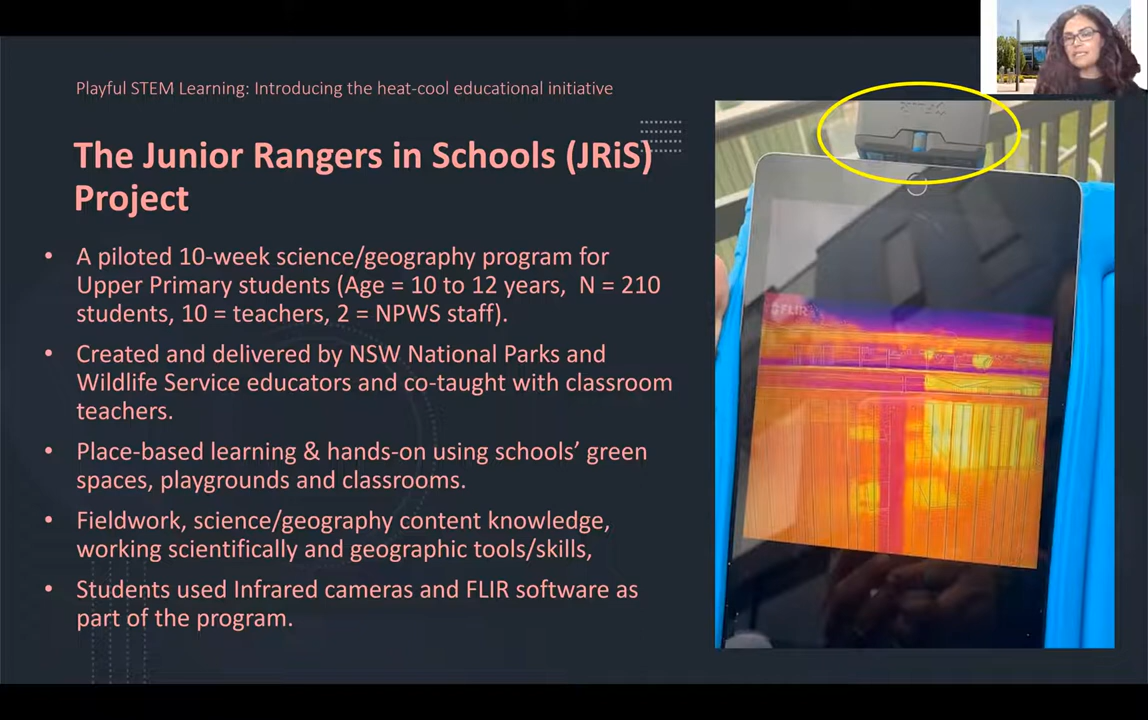 Playful STEM Learning: Introducing the heat-cool educational initiative
The Junior Rangers in Schools (JRiS)
Project
• A piloted 10-week science/geography program for
Upper Primary students (Age = 10 to 12 years, N = 210
students, 10 = teachers, 2 = NPWS staff).
• Created and delivered by NSW National Parks and
Wildlife Service educators and co-taught with classroom
teachers.
• Place-based learning & hands-on using schools’ green
spaces, playgrounds and classrooms.
• Fieldwork, science/geography content knowledge,
working scientifically and geographic tools/skills,
• Students used Infrared cameras and FLIR software as
part of the program.
FLIR